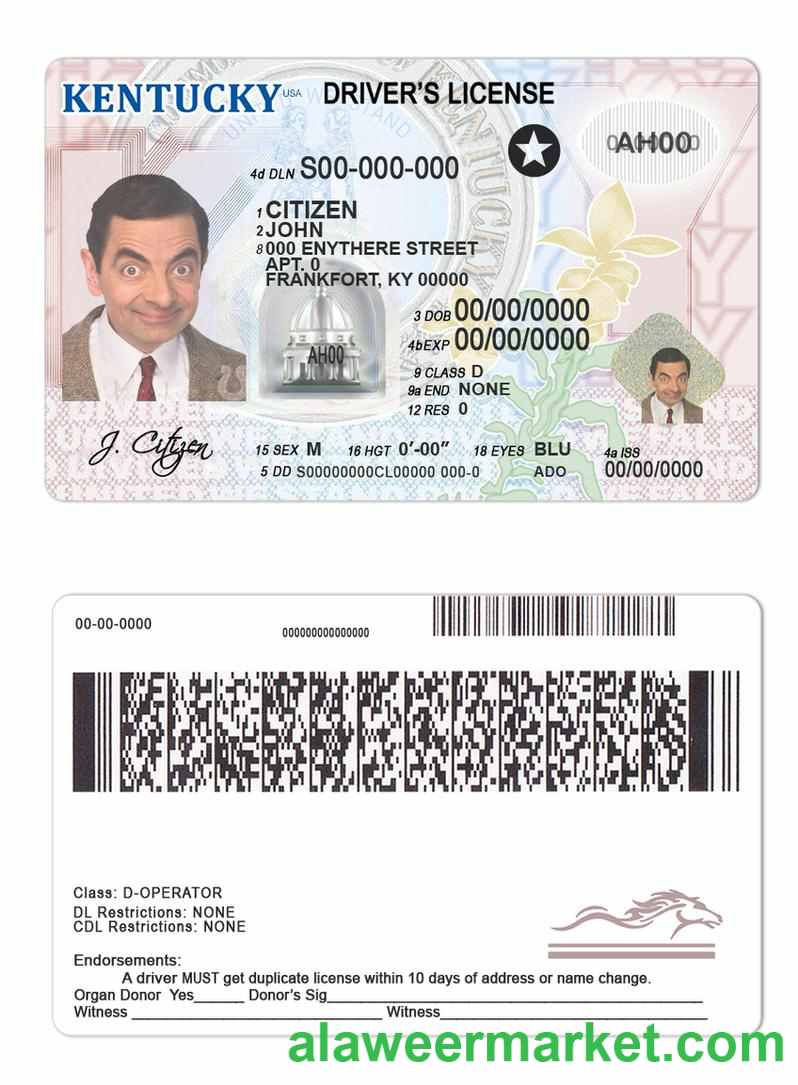 KENTUCKY USA DRIVER'S LICENSE
AH00
4d DLN S00-000-000
1 CITIZEN
2 JOHN
8 000 ENYTHERE STREET
APT. 0
FRANKFORT, KY 00000
3 DOB 00/00/0000
4b EXP 00/00/0000
AH00
9 CLASS D
9a END NONE
12 RES 0
J. Citizen
15 SEX M 16 HGT 0'-00" 18 EYES BLU 4a ISS
5 DD S00000000CL00000 000-0 ADO 00/00/0000
00-00-0000
000000000000000
Class: D-OPERATOR
DL Restrictions: NONE
CDL Restrictions: NONE
Endorsements:
A driver MUST get duplicate license within 10 days of address or name change.
Organ Donor Yes______ Donor's Sig______
Witness ______ Witness______
alaweermarket.com